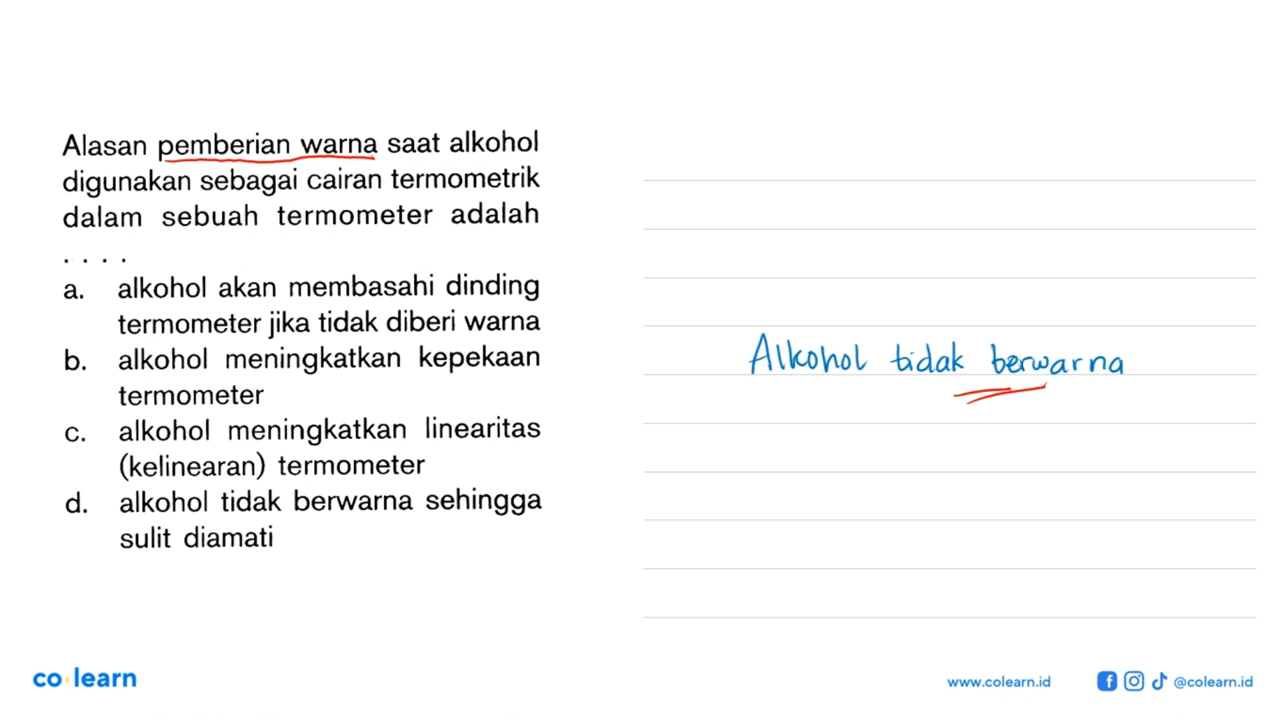 Alasan pemberian warna saat alkohol
digunakan sebagai cairan termometrik
dalam sebuah termometer adalah
. . . .
a. alkohol akan membasahi dinding
termometer jika tidak diberi warna
b. alkohol meningkatkan kepekaan
termometer
c. alkohol meningkatkan linearitas
(kelinearan) termometer
d. alkohol tidak berwarna sehingga
sulit diamati
Alkohol tidak berwarna
co learn
www.colearn.id
@colearn.id